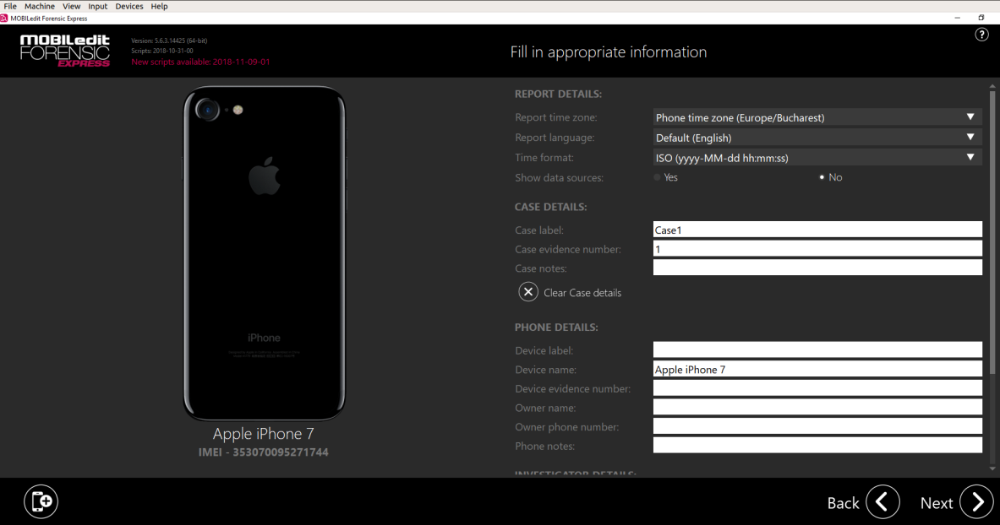 File Machine View Input Devices Help
MOBILedit Forensic Express
MOBILedit
FORENSIC
EXPRESS
Version: 5.6.3.14425 (64-bit)
Scripts: 2018-10-31-00
New scripts available: 2018-11-09-01
Fill in appropriate information
?
REPORT DETAILS:
Report time zone: Phone time zone (Europe/Bucharest)
Report language: Default (English)
Time format: ISO (yyyy-MM-dd hh:mm:ss)
Show data sources: Yes No
CASE DETAILS:
Case label: Case1
Case evidence number: 1
Case notes:
Clear Case details
PHONE DETAILS:
Device label:
Device name: Apple iPhone 7
Device evidence number:
Owner name:
Owner phone number:
Phone notes:
INVESTIGATOR DETAILS:
iPhone
Apple iPhone 7
IMEI - 353070095271744
Back Next